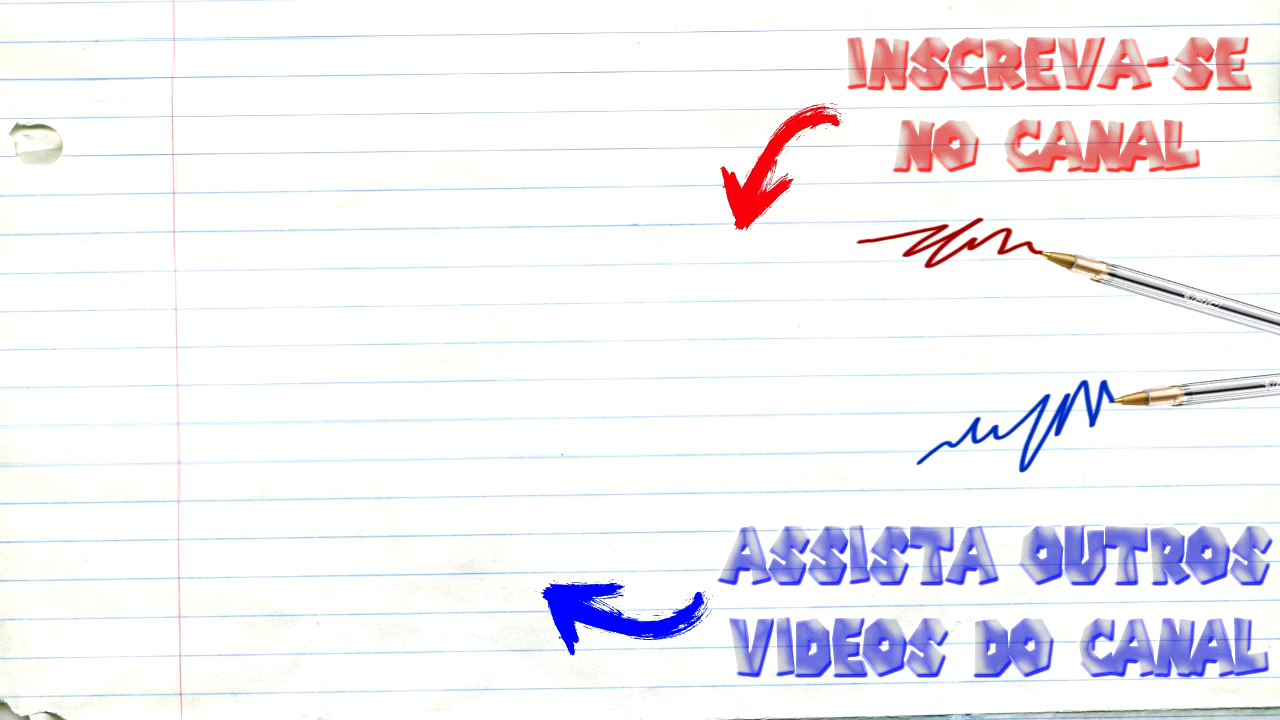 INSCREVA-SE
NO CANAL
ASSISTA OUTROS
VIDEOS DO CANAL